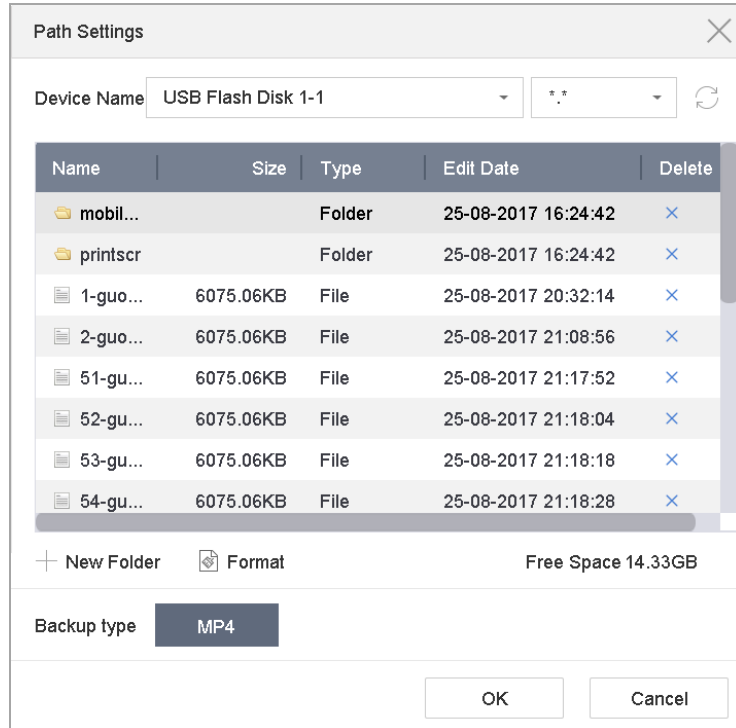 Path Settings
Device Name USB Flash Disk 1-1 *.*
Name Size Type Edit Date Delete
mobil... Folder 25-08-2017 16:24:42
printscr Folder 25-08-2017 16:24:42
1-guo... 6075.06KB File 25-08-2017 20:32:14
2-guo... 6075.06KB File 25-08-2017 21:08:56
51-gu... 6075.06KB File 25-08-2017 21:17:52
52-gu... 6075.06KB File 25-08-2017 21:18:04
53-gu... 6075.06KB File 25-08-2017 21:18:18
54-gu... 6075.06KB File 25-08-2017 21:18:28
New Folder Format Free Space 14.33GB
Backup type MP4
OK Cancel